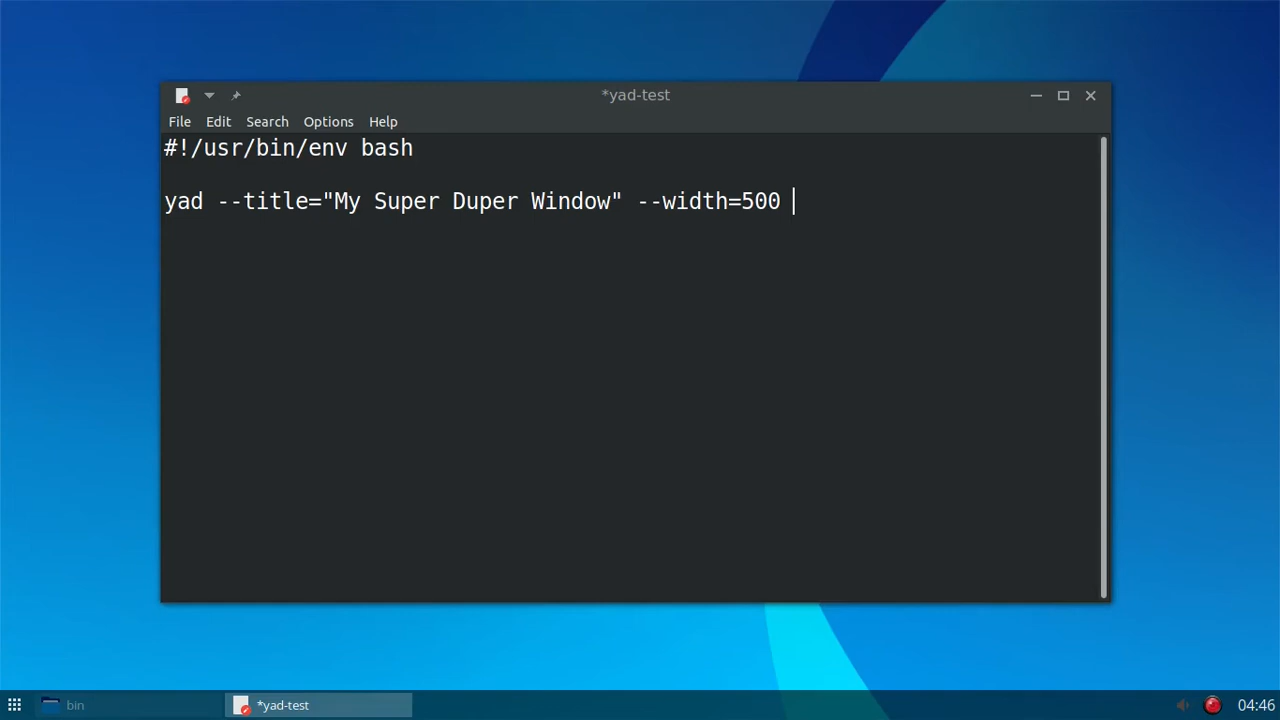 *yad-test
File Edit Search Options Help
#!/usr/bin/env bash
yad --title="My Super Duper Window" --width=500
bin
*yad-test
04:46